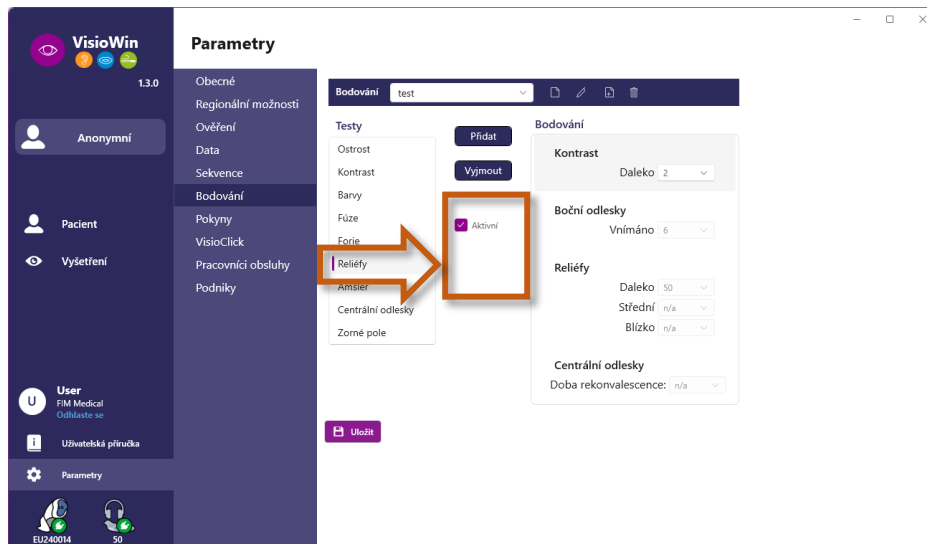 VisioWin
1.3.0
Anonymní
Pacient
Vyšetření
U
User
FIM Medical
Odhlaste se
Uživatelská příručka
Parametry
EU240014
50
Parametry
Obecné
Regionální možnosti
Ověření
Data
Sekvence
Bodování
Pokyny
VisioClick
Pracovníci obsluhy
Podniky
Bodování test
Testy
Ostrost
Kontrast
Barvy
Fúze
Forie
Reliéfy
Amsler
Centrální odlesky
Zorné pole
Přidat
Vyjmout
Aktivní
Bodování
Kontrast
Daleko 2
Boční odlesky
Vnímáno 6
Reliéfy
Daleko 50
Střední n/a
Blízko n/a
Centrální odlesky
Doba rekonvalescence: n/a
Uložit